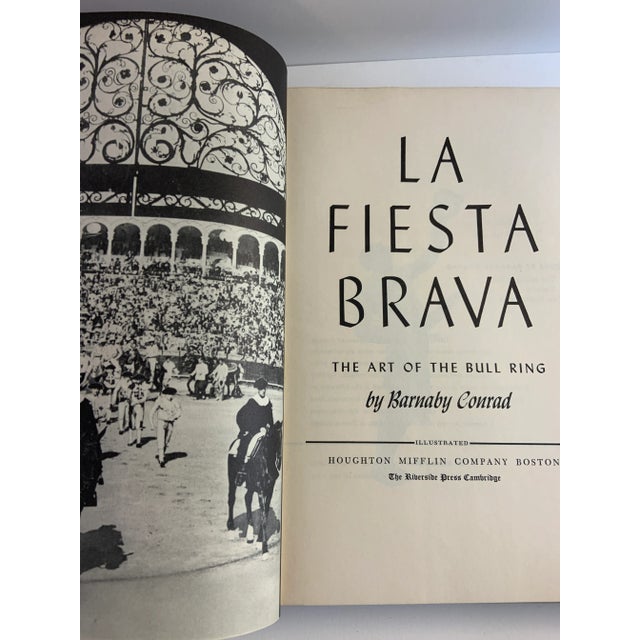 LA
FIESTA
BRAVA
THE ART OF THE BULL RING
by Barnaby Conrad
ILLUSTRATED
HOUGHTON MIFFLIN COMPANY BOSTON
The Riverside Press Cambridge